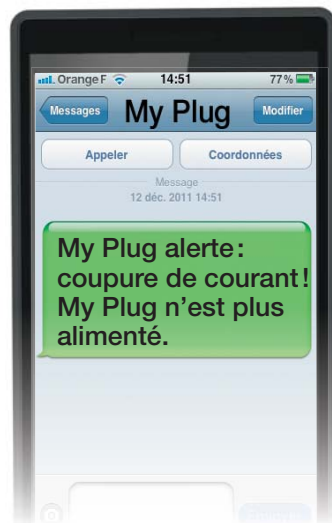 Orange F 14:51 77 %
Messages My Plug Modifier
Appeler Coordonnées
Message
12 déc. 2011 14:51
My Plug alerte :
coupure de courant !
My Plug n'est plus
alimenté.